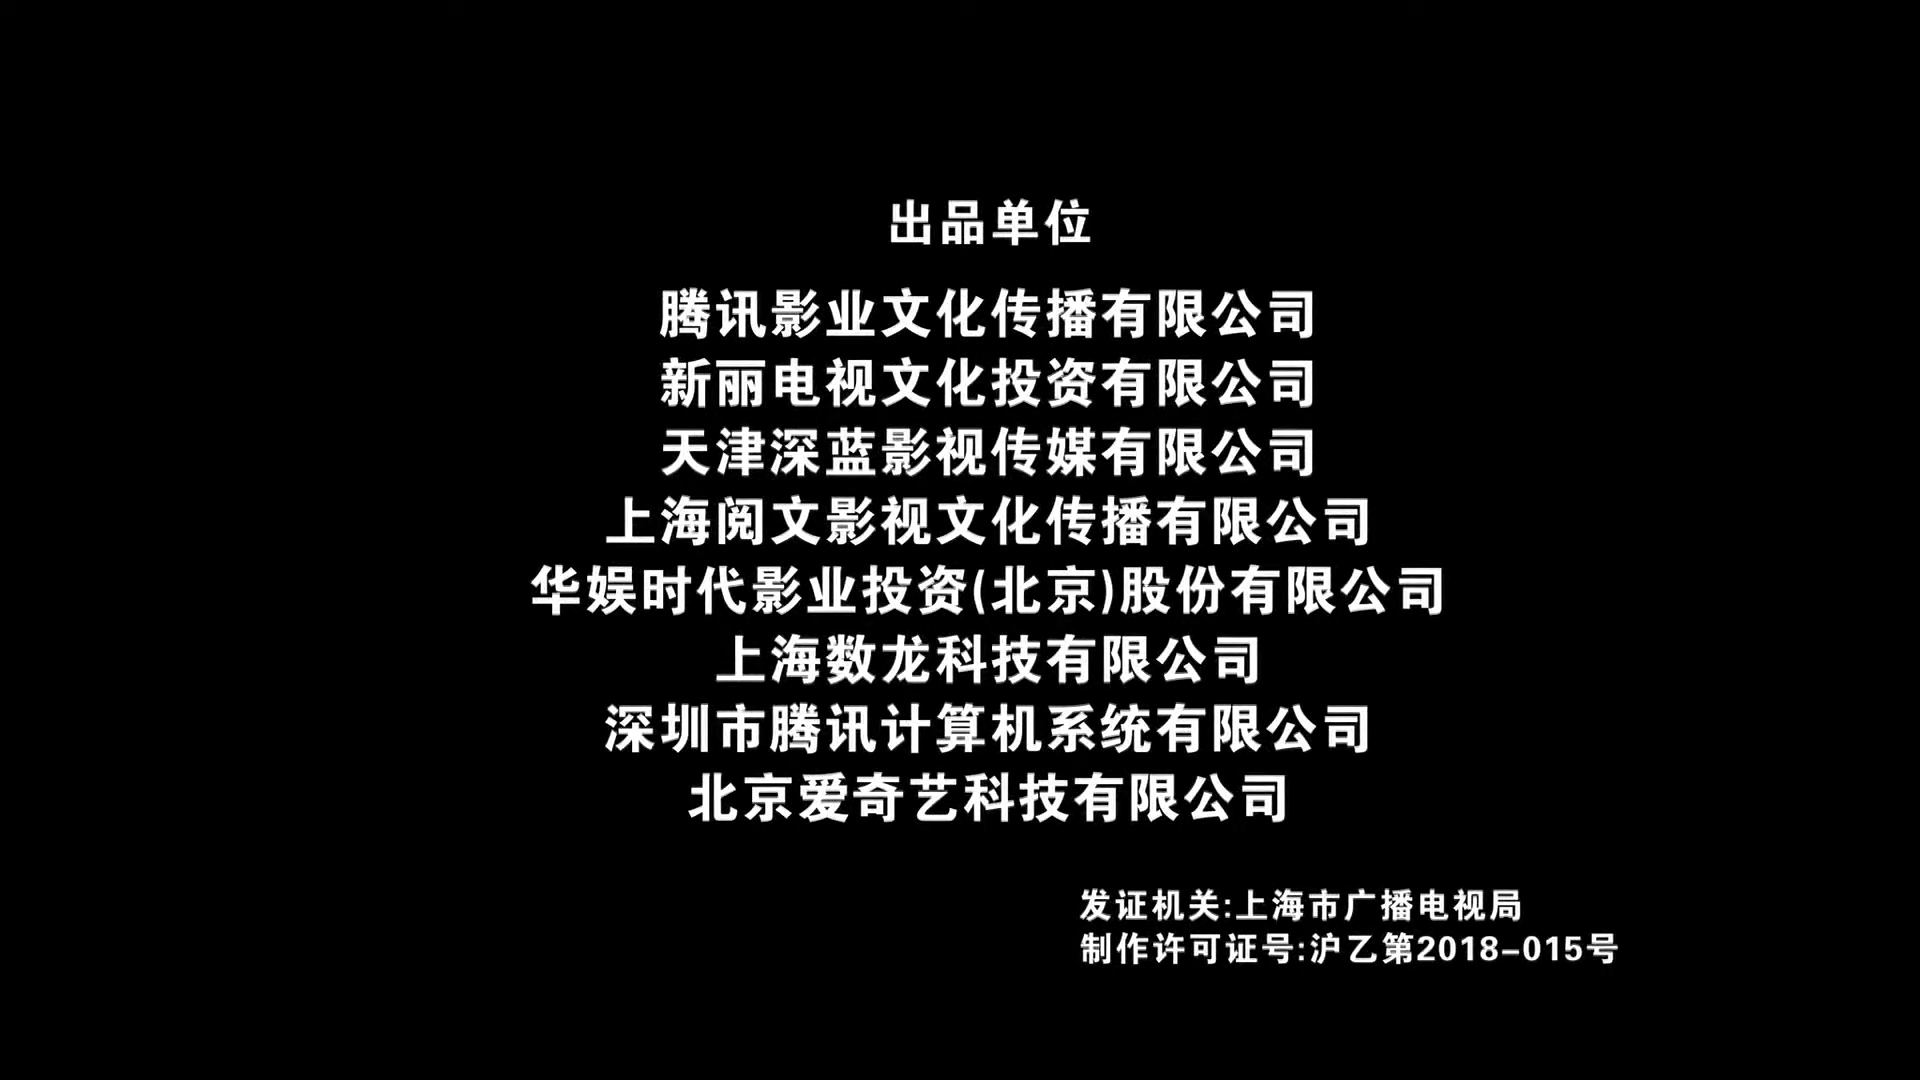 出品单位
腾讯影业文化传播有限公司
新丽电视文化投资有限公司
天津深蓝影视传媒有限公司
上海阅文影视文化传播有限公司
华娱时代影业投资(北京)股份有限公司
上海数龙科技有限公司
深圳市腾讯计算机系统有限公司
北京爱奇艺科技有限公司
发证机关:上海市广播电视局
制作许可证号:沪乙第2018-015号